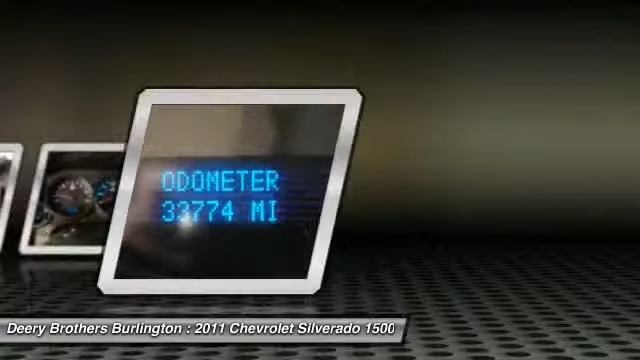 ODOMETER
33774 MI
Deery Brothers Burlington : 2011 Chevrolet Silverado 1500